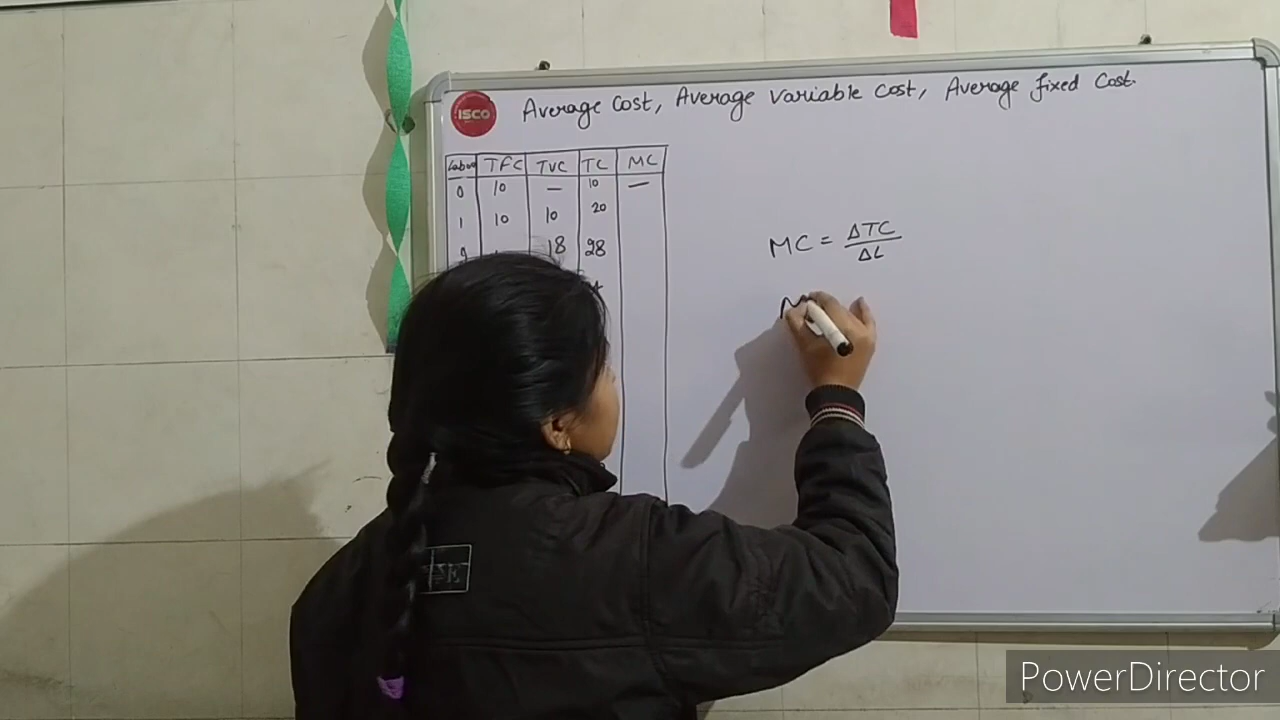 ISCO Average Cost, Average Variable Cost, Average fixed Cost.
Labour TFC TVC TC MC
0 10 — 10 —
1 10 10 20
18 28
MC = ΔTC / ΔL
PowerDirector